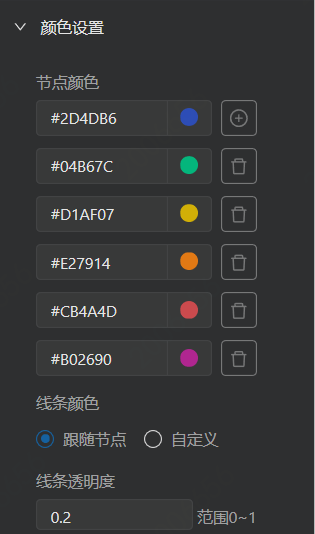 颜色设置
节点颜色
#2D4DB6
#04B67C
#D1AF07
#E27914
#CB4A4D
#B02690
线条颜色
跟随节点 自定义
线条透明度
0.2 范围0~1